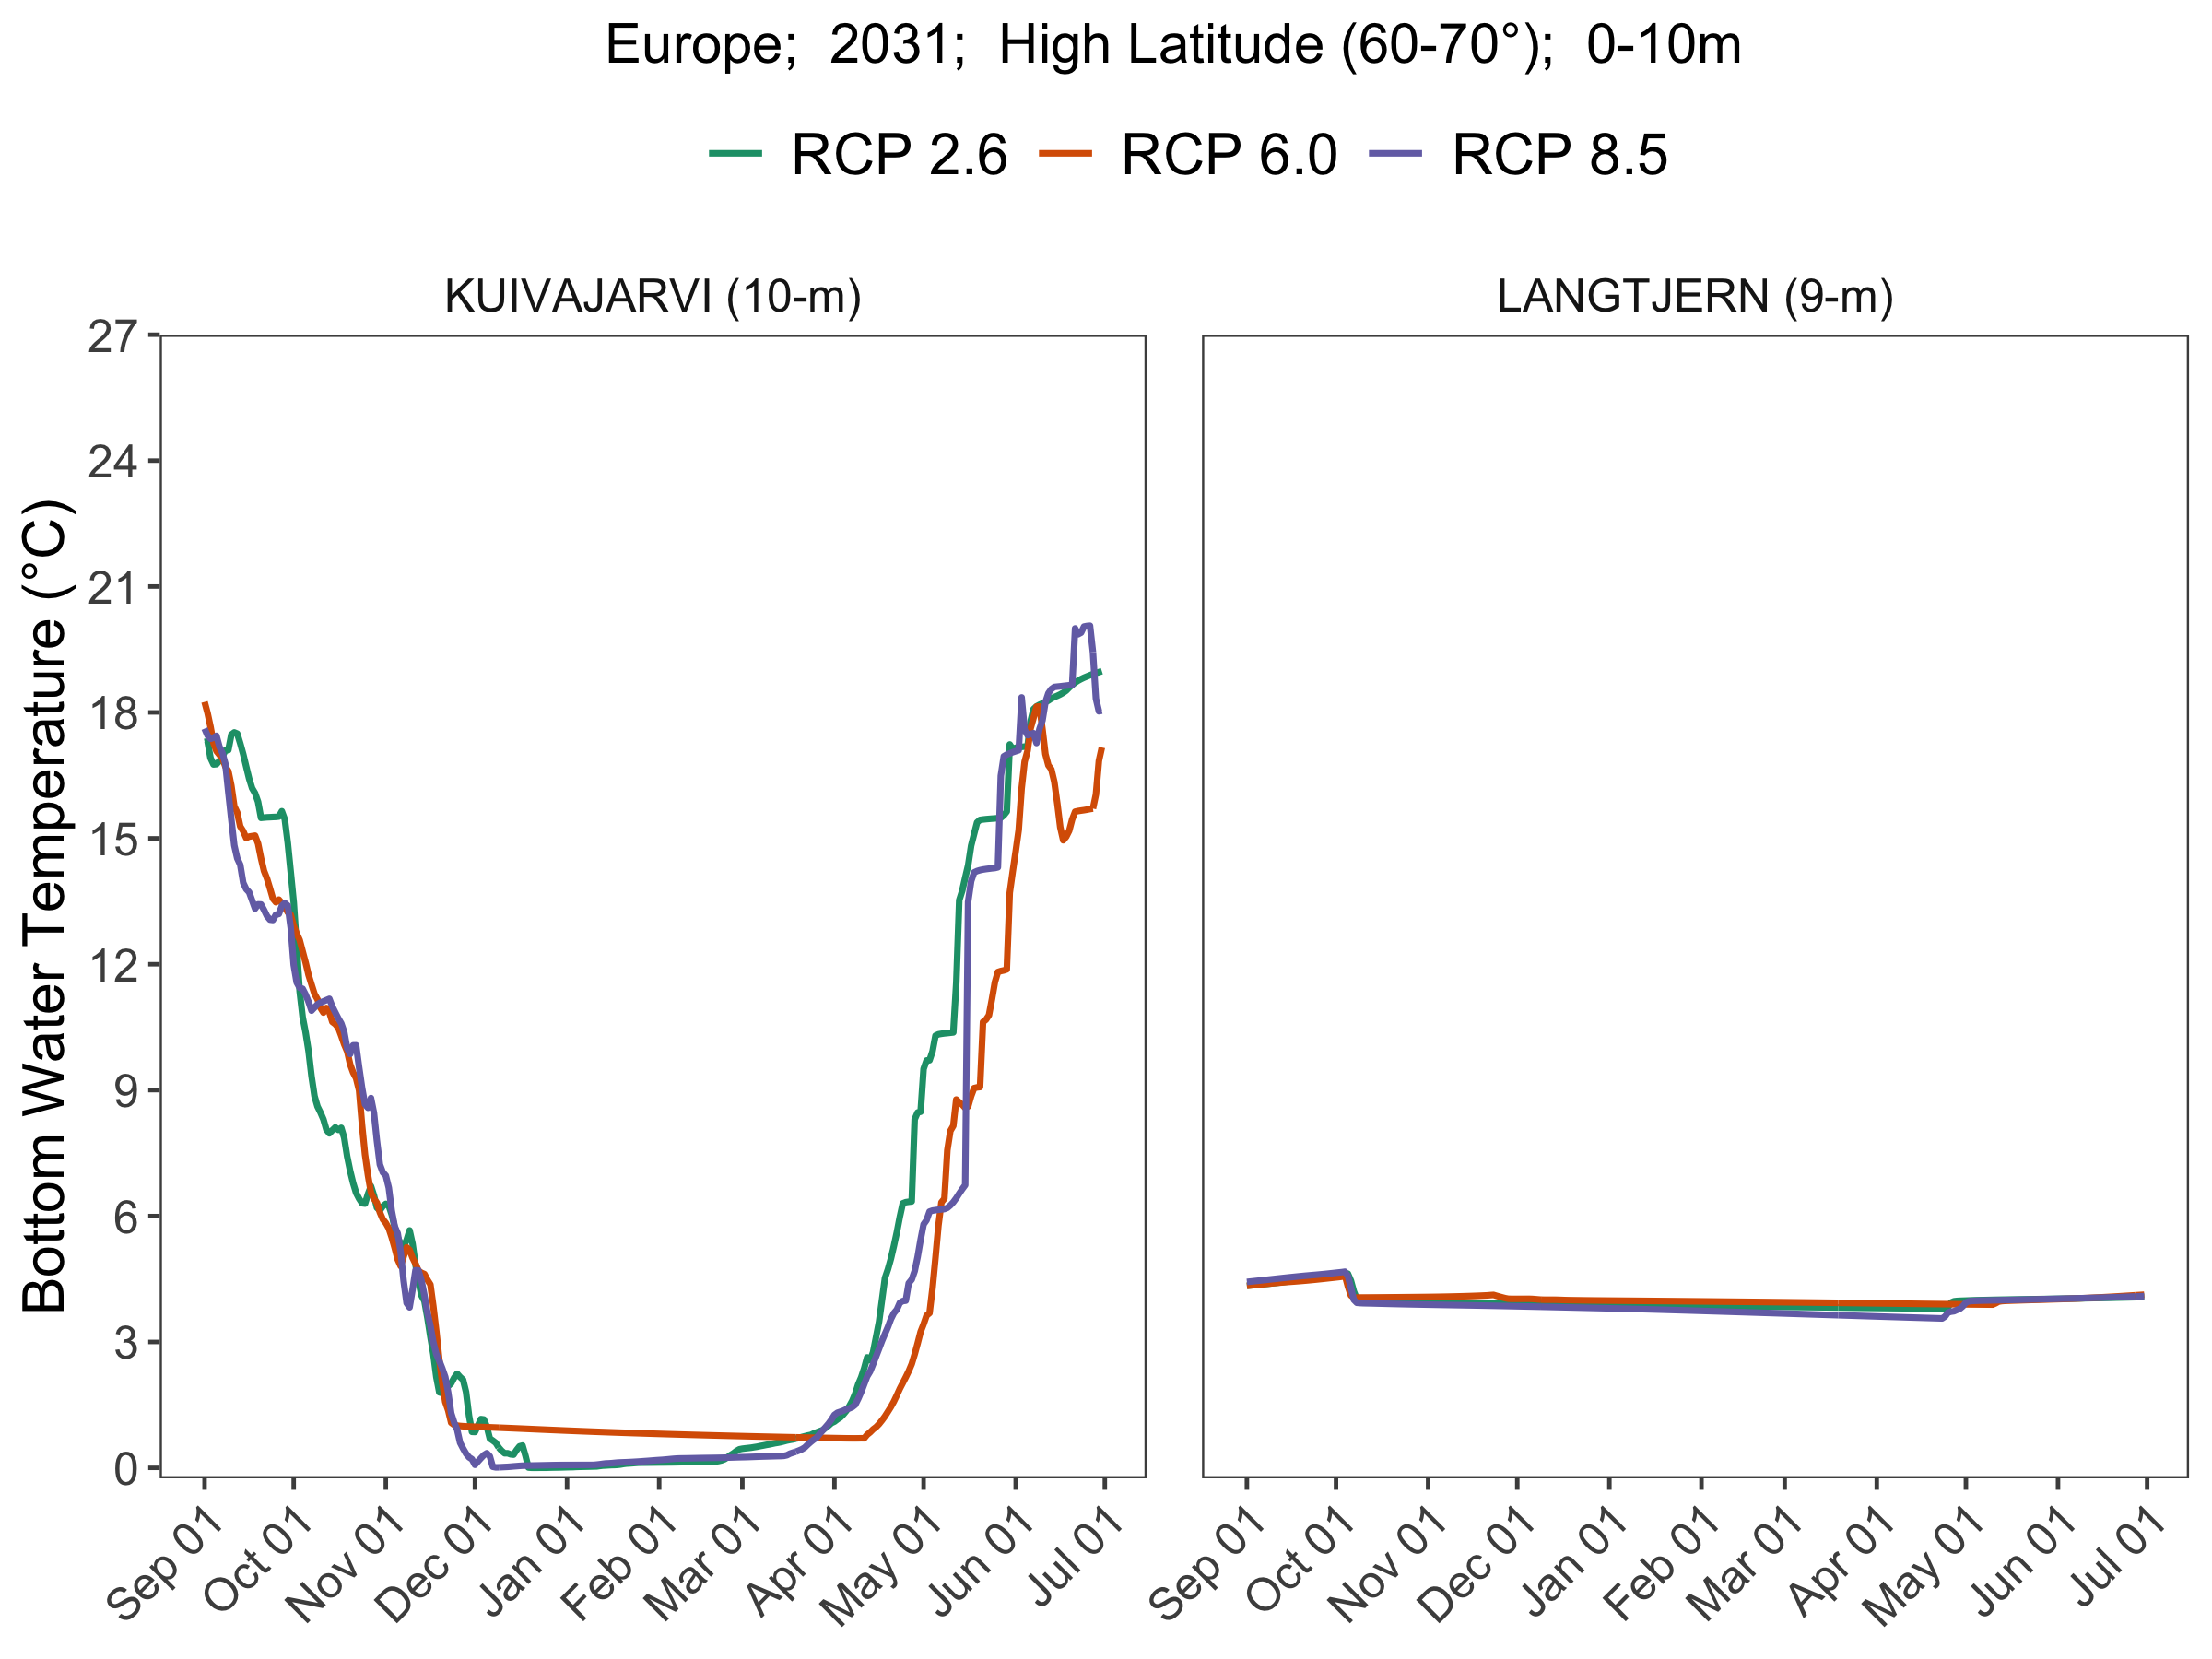 Europe; 2031; High Latitude (60-70°); 0-10m
RCP 2.6 RCP 6.0 RCP 8.5
KUIVAJARVI (10-m) LANGTJERN (9-m)
Bottom Water Temperature (°C)
27
24
21
18
15
12
9
6
3
0
Sep 01 Oct 01 Nov 01 Dec 01 Jan 01 Feb 01 Mar 01 Apr 01 May 01 Jun 01 Jul 01
Sep 01 Oct 01 Nov 01 Dec 01 Jan 01 Feb 01 Mar 01 Apr 01 May 01 Jun 01 Jul 01